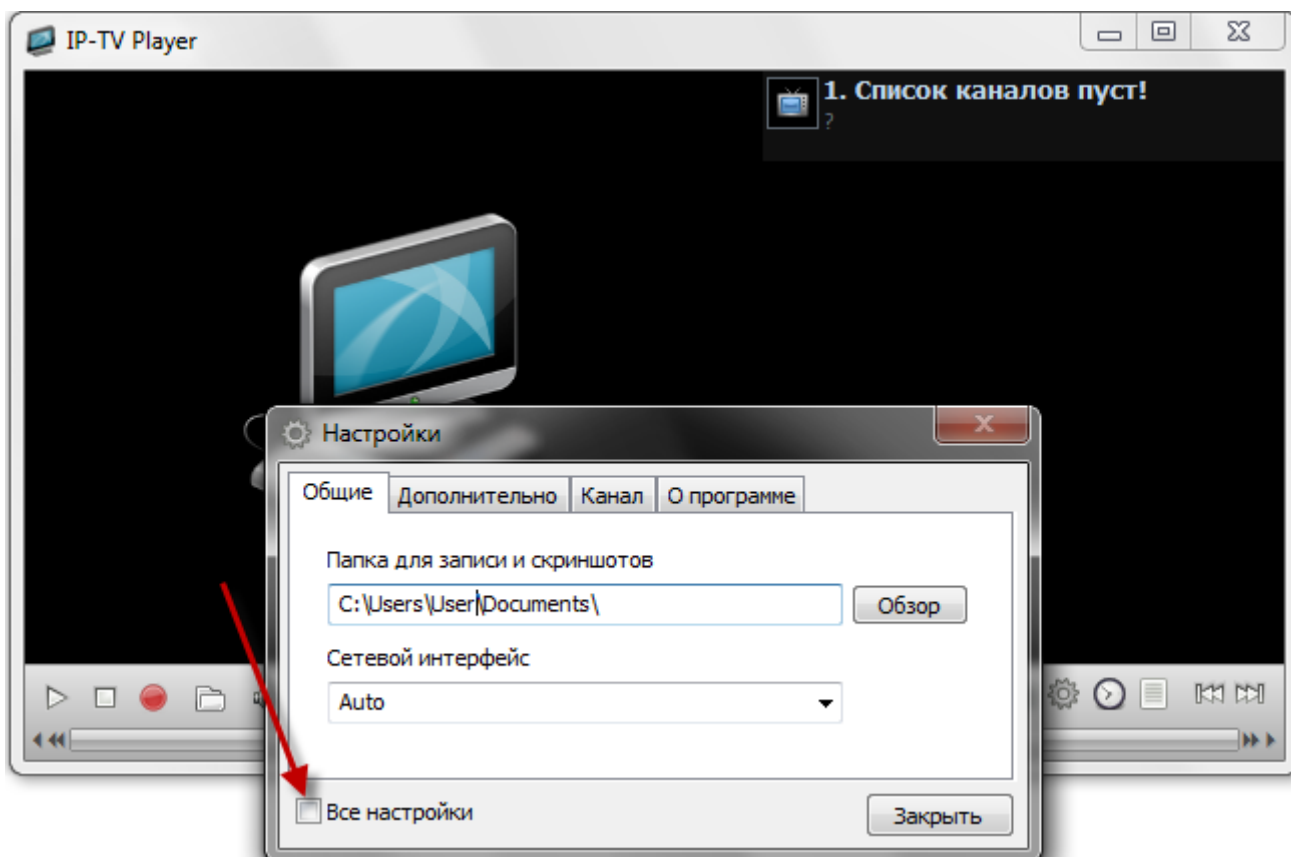 IP-TV Player
1. Список каналов пуст!
?
Настройки
Общие Дополнительно Канал О программе
Папка для записи и скриншотов
C:\Users\User\Documents\
Обзор
Сетевой интерфейс
Auto
Все настройки
Закрыть